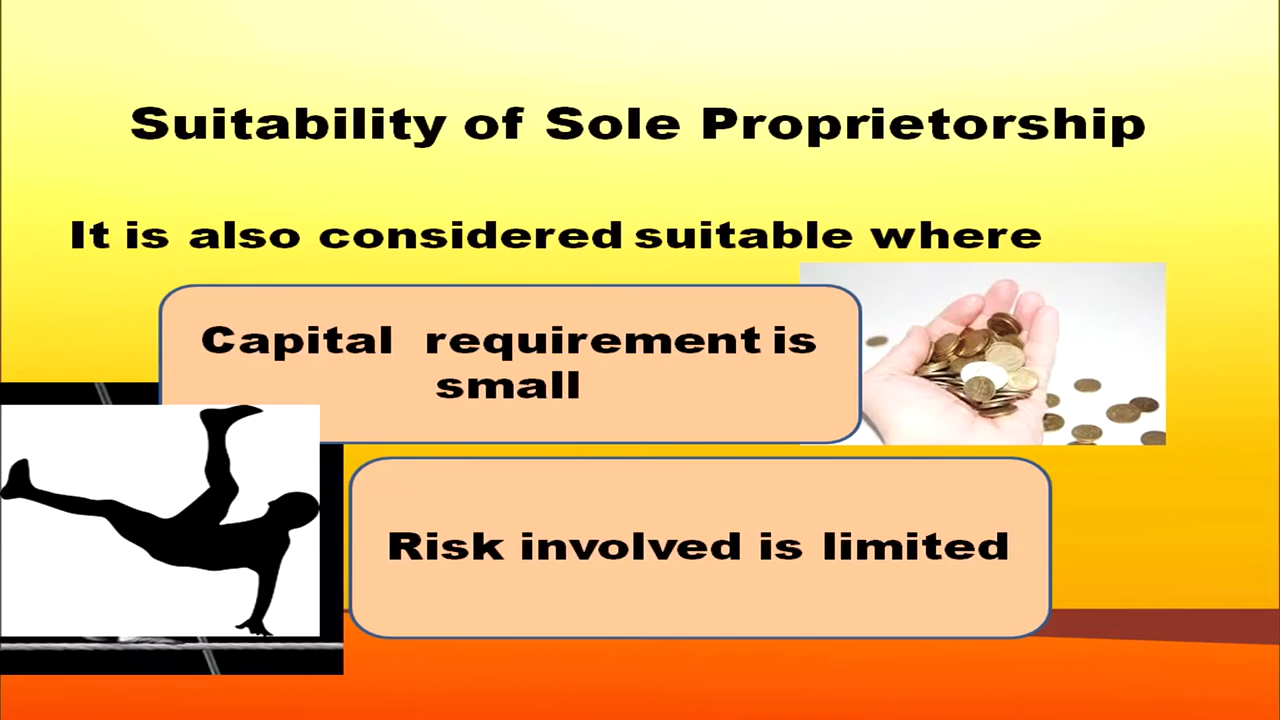 Suitability of Sole Proprietorship
It is also considered suitable where
Capital requirement is
small
Risk involved is limited